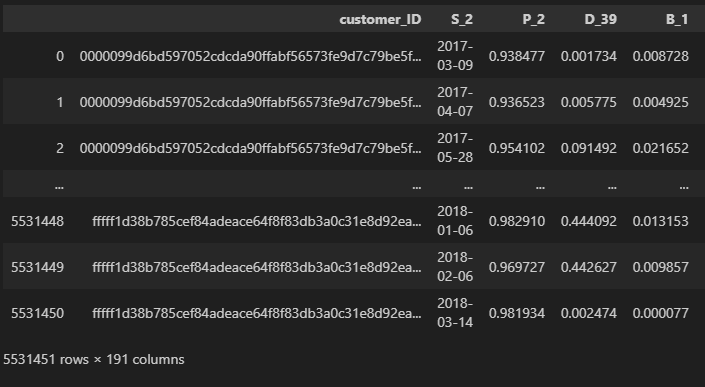 customer_ID S_2 P_2 D_39 B_1
0 0000099d6bd597052cdcda90ffabf56573fe9d7c79be5f... 2017-03-09 0.938477 0.001734 0.008728
1 0000099d6bd597052cdcda90ffabf56573fe9d7c79be5f... 2017-04-07 0.936523 0.005775 0.004925
2 0000099d6bd597052cdcda90ffabf56573fe9d7c79be5f... 2017-05-28 0.954102 0.091492 0.021652
... ... ... ... ... ...
5531448 fffff1d38b785cef84adeace64f8f83db3a0c31e8d92ea... 2018-01-06 0.982910 0.444092 0.013153
5531449 fffff1d38b785cef84adeace64f8f83db3a0c31e8d92ea... 2018-02-06 0.969727 0.442627 0.009857
5531450 fffff1d38b785cef84adeace64f8f83db3a0c31e8d92ea... 2018-03-14 0.981934 0.002474 0.000077
5531451 rows × 191 columns